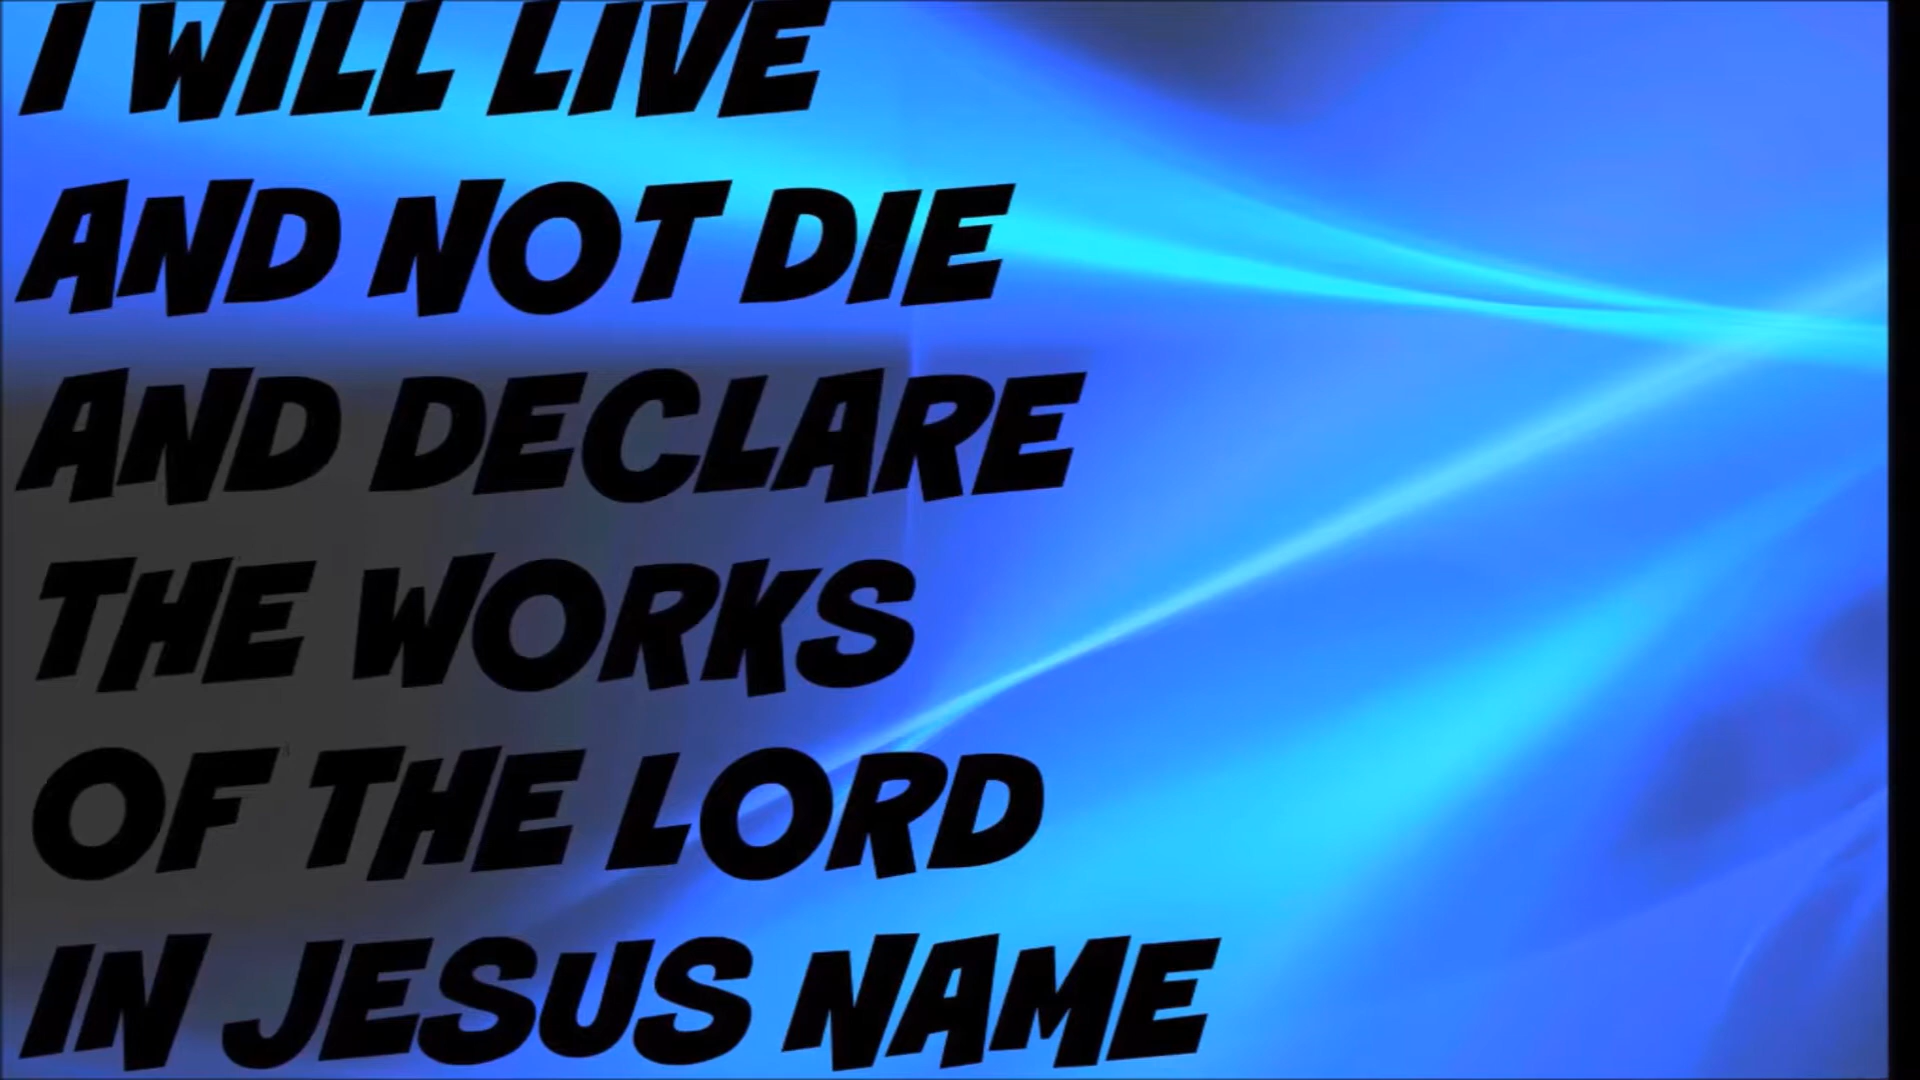 I WILL LIVE
AND NOT DIE
AND DECLARE
THE WORKS
OF THE LORD
IN JESUS NAME